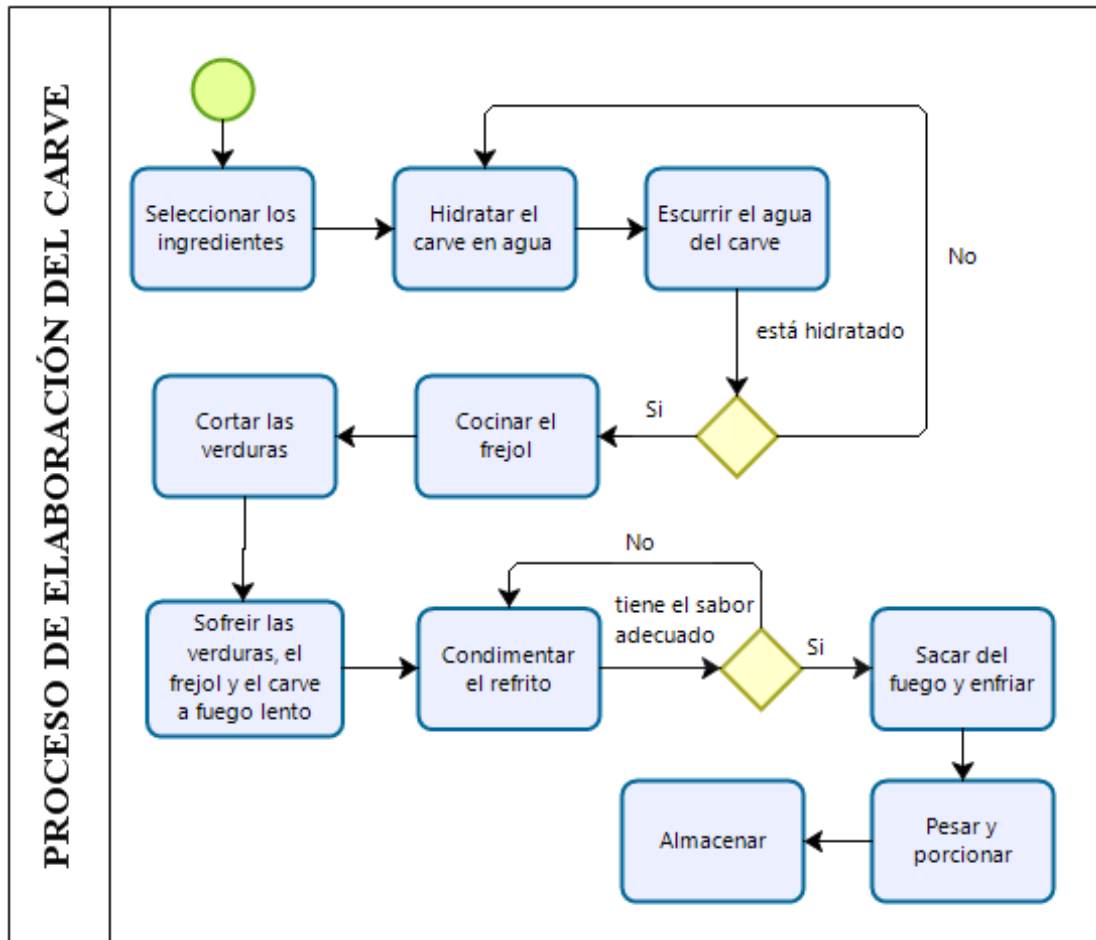 PROCESO DE ELABORACIÓN DEL CARVE
Seleccionar los
ingredientes
Hidratar el
carve en agua
Escurrir el agua
del carve
No
está hidratado
Si
Cocinar el
frejol
Cortar las
verduras
Sofreir las
verduras, el
frejol y el carve
a fuego lento
Condimentar
el refrito
No
tiene el sabor
adecuado
Si
Sacar del
fuego y enfriar
Pesar y
porcionar
Almacenar